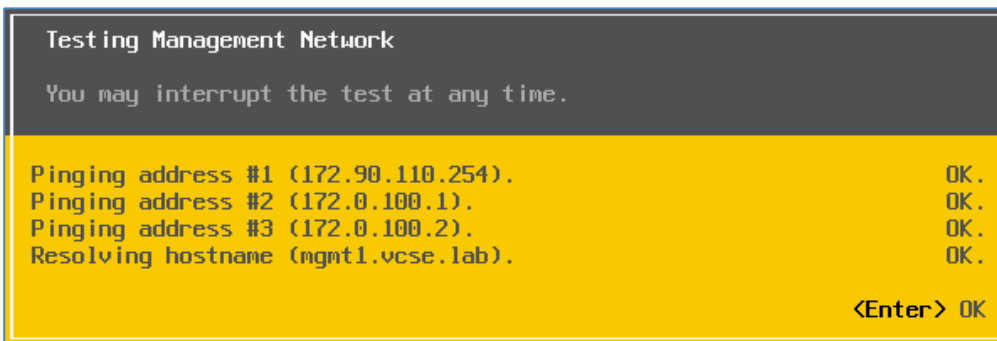 Testing Management Network
You may interrupt the test at any time.
Pinging address #1 (172.90.110.254). OK.
Pinging address #2 (172.0.100.1). OK.
Pinging address #3 (172.0.100.2). OK.
Resolving hostname (mgmt1.vcse.lab). OK.
<Enter> OK